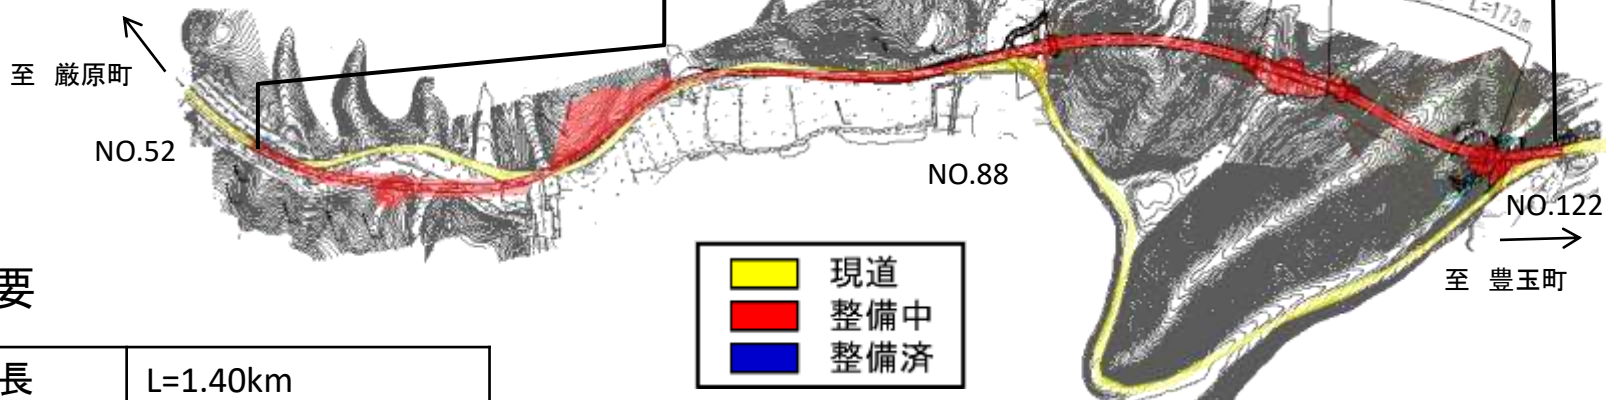 L=173m
至 厳原町
NO.52
NO.88
NO.122
至 豊玉町
現道
整備中
整備済
要
長 L=1.40km